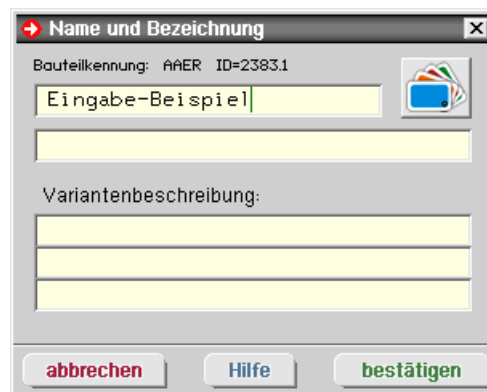 Name und Bezeichnung
Bauteilkennung: AAER ID=2383.1
Eingabe-Beispiel
Variantenbeschreibung:
abbrechen Hilfe bestätigen